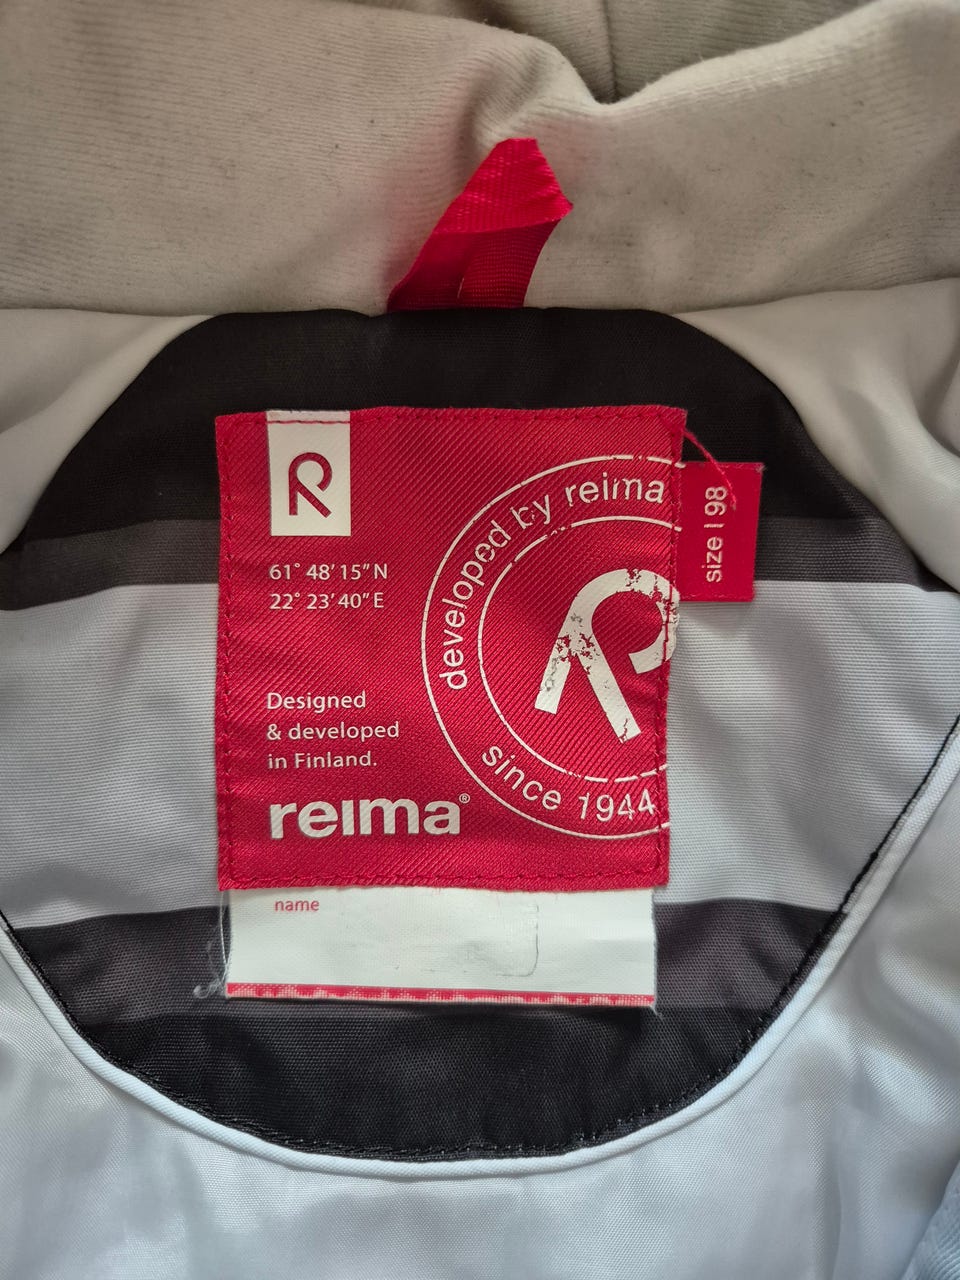 R
61° 48' 15" N
22° 23' 40" E
Designed
& developed
in Finland.
reima®
developed by reima
R
since 1944
size | 98
name